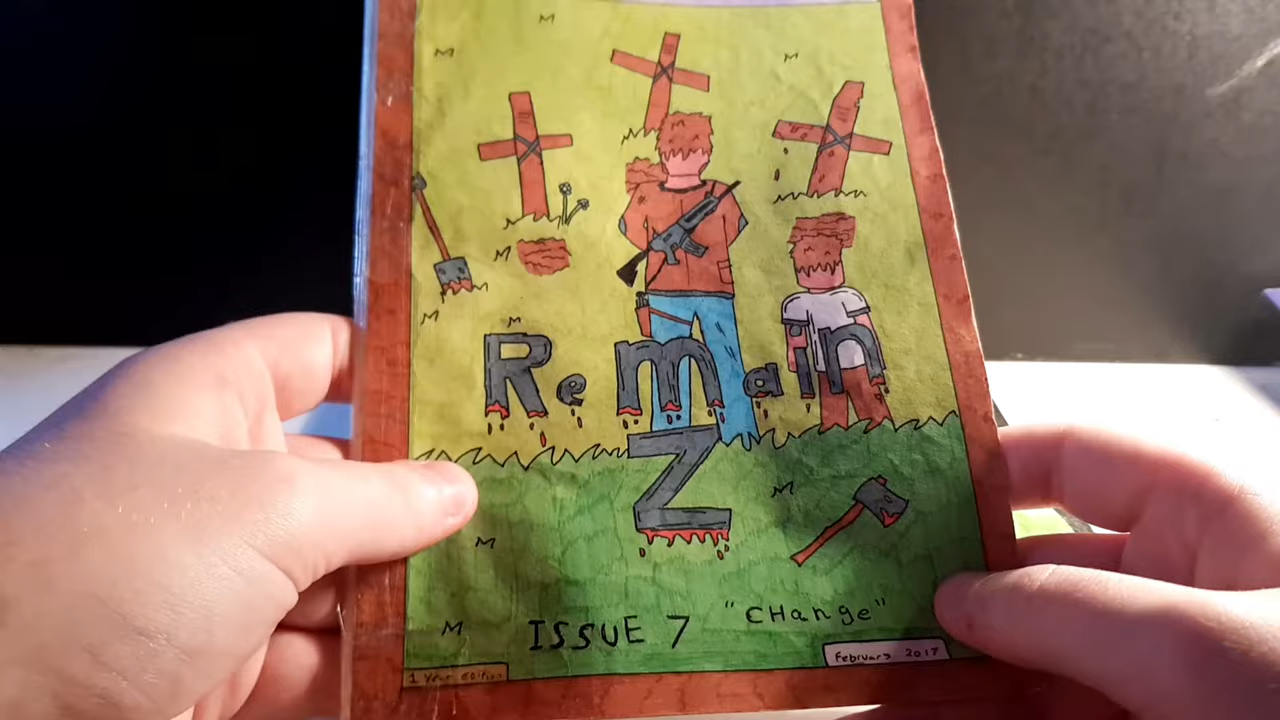 Remain
Z
ISSUE 7 "CHange"
February 2017
1 Year Edition